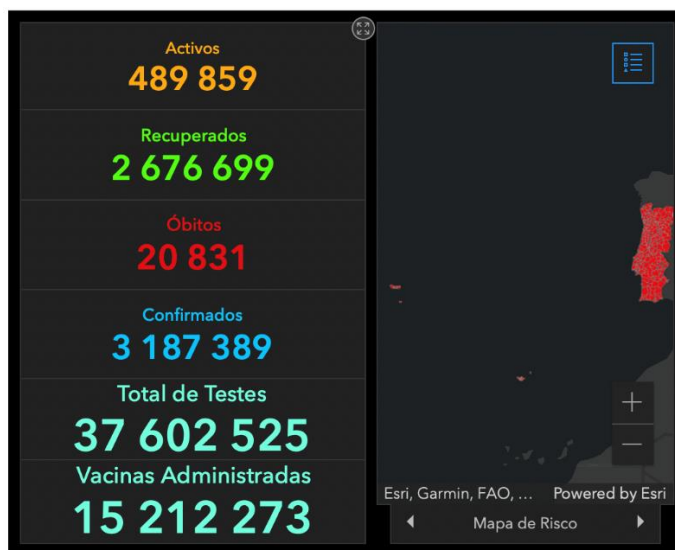 Activos
489 859
Recuperados
2 676 699
Óbitos
20 831
Confirmados
3 187 389
Total de Testes
37 602 525
Vacinas Administradas
15 212 273
Esri, Garmin, FAO, ... Powered by Esri
Mapa de Risco